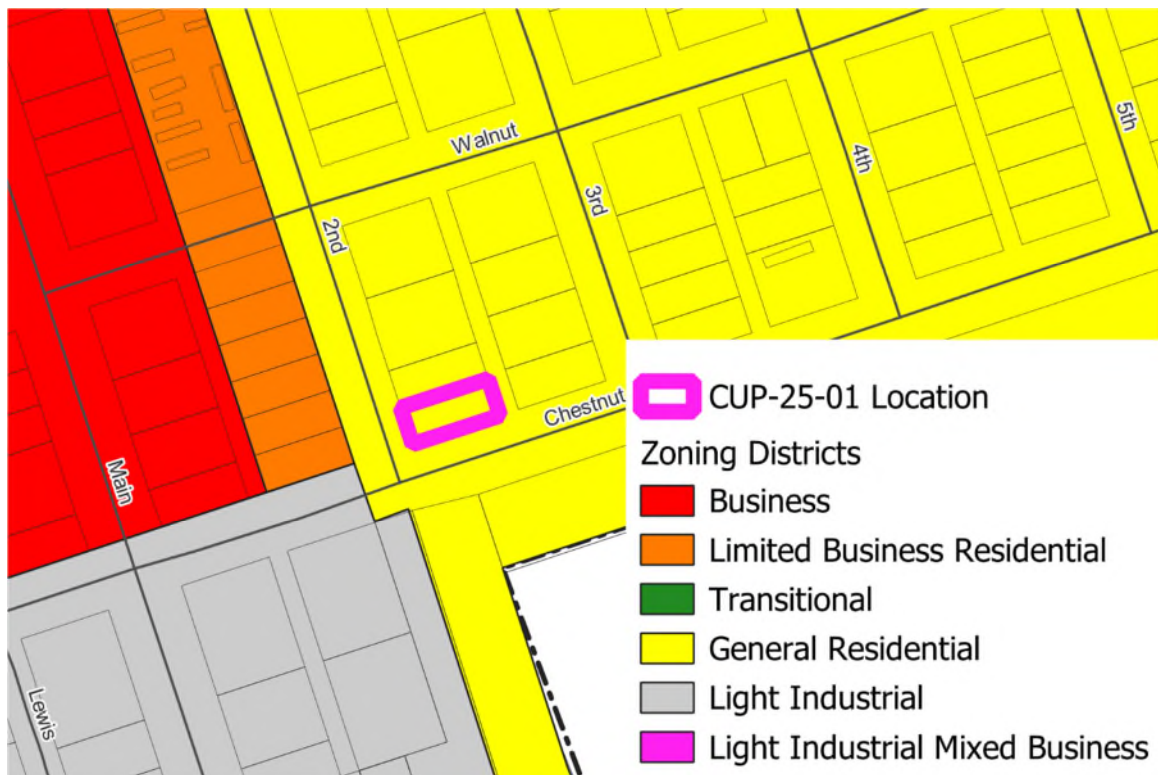 Walnut
5th
4th
3rd
2nd
Chestnut
Main
Lewis
CUP-25-01 Location
Zoning Districts
Business
Limited Business Residential
Transitional
General Residential
Light Industrial
Light Industrial Mixed Business